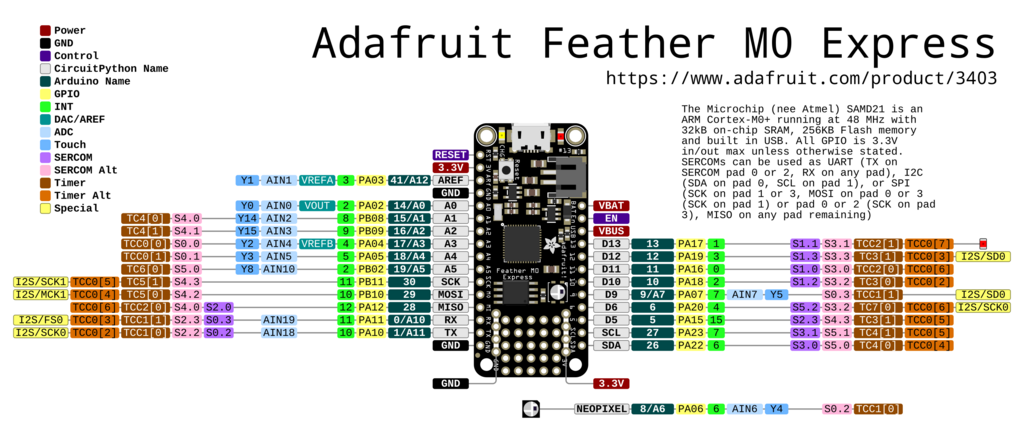 Adafruit Feather M0 Express
https://www.adafruit.com/product/3403
Power
GND
Control
CircuitPython Name
Arduino Name
GPIO
INT
DAC/AREF
ADC
Touch
SERCOM
SERCOM Alt
Timer
Timer Alt
Special
The Microchip (nee Atmel) SAMD21 is an
ARM Cortex-M0+ running at 48 MHz with
32kB on-chip SRAM, 256KB Flash memory
and built in USB. All GPIO is 3.3V
in/out max unless otherwise stated.
SERCOMs can be used as UART (TX on
SERCOM pad 0 or 2, RX on any pad), I2C
(SDA on pad 0, SCL on pad 1), or SPI
(SCK on pad 1 or 3, MOSI on pad 0 or 3
(SCK on pad 1) or pad 0 or 2 (SCK on pad
3), MISO on any pad remaining)
RESET
3.3V
Y1 AIN1 VREFA 3 PA03 41/A12 AREF
GND
Y0 AIN0 VOUT 2 PA02 14/A0 A0
TC4[0] S4.0 Y14 AIN2 8 PB08 15/A1 A1
TC4[1] S4.1 Y15 AIN3 9 PB09 16/A2 A2
TCC0[0] S0.0 Y2 AIN4 VREFB 4 PA04 17/A3 A3
TCC0[1] S0.1 Y3 AIN5 5 PA05 18/A4 A4
TC6[0] S5.0 Y8 AIN10 2 PB02 19/A5 A5
I2S/SCK1 TCC0[5] TC5[1] S4.3 11 PB11 30 SCK
I2S/MCK1 TCC0[4] TC5[0] S4.2 10 PB10 29 MOSI
TCC0[6] TCC2[0] S4.0 S2.0 12 PA12 28 MISO
I2S/FS0 TCC0[3] TCC1[1] S2.3 S0.3 AIN19 11 PA11 0/A10 RX
I2S/SCK0 TCC0[2] TCC1[0] S2.2 S0.2 AIN18 10 PA10 1/A11 TX
GND
GND
Feather M0
Express
VBAT
EN
VBUS
D13 13 PA17 1 S1.1 S3.1 TCC2[1] TCC0[7]
D12 12 PA19 3 S1.3 S3.3 TC3[1] TCC0[3] I2S/SD0
D11 11 PA16 0 S1.0 S3.0 TCC2[0] TCC0[6]
D10 10 PA18 2 S1.2 S3.2 TC3[0] TCC0[2]
D9 9/A7 PA07 7 AIN7 Y5 S0.3 TCC1[1] I2S/SD0
D6 6 PA20 4 S5.2 S3.2 TC7[0] TCC0[6] I2S/SCK0
D5 5 PA15 15 S2.3 S4.3 TC3[1] TCC0[5]
SCL 27 PA23 7 S3.1 S5.1 TC4[1] TCC0[5]
SDA 26 PA22 6 S3.0 S5.0 TC4[0] TCC0[4]
3.3V
NEOPIXEL 8/A6 PA06 6 AIN6 Y4 S0.2 TCC1[0]